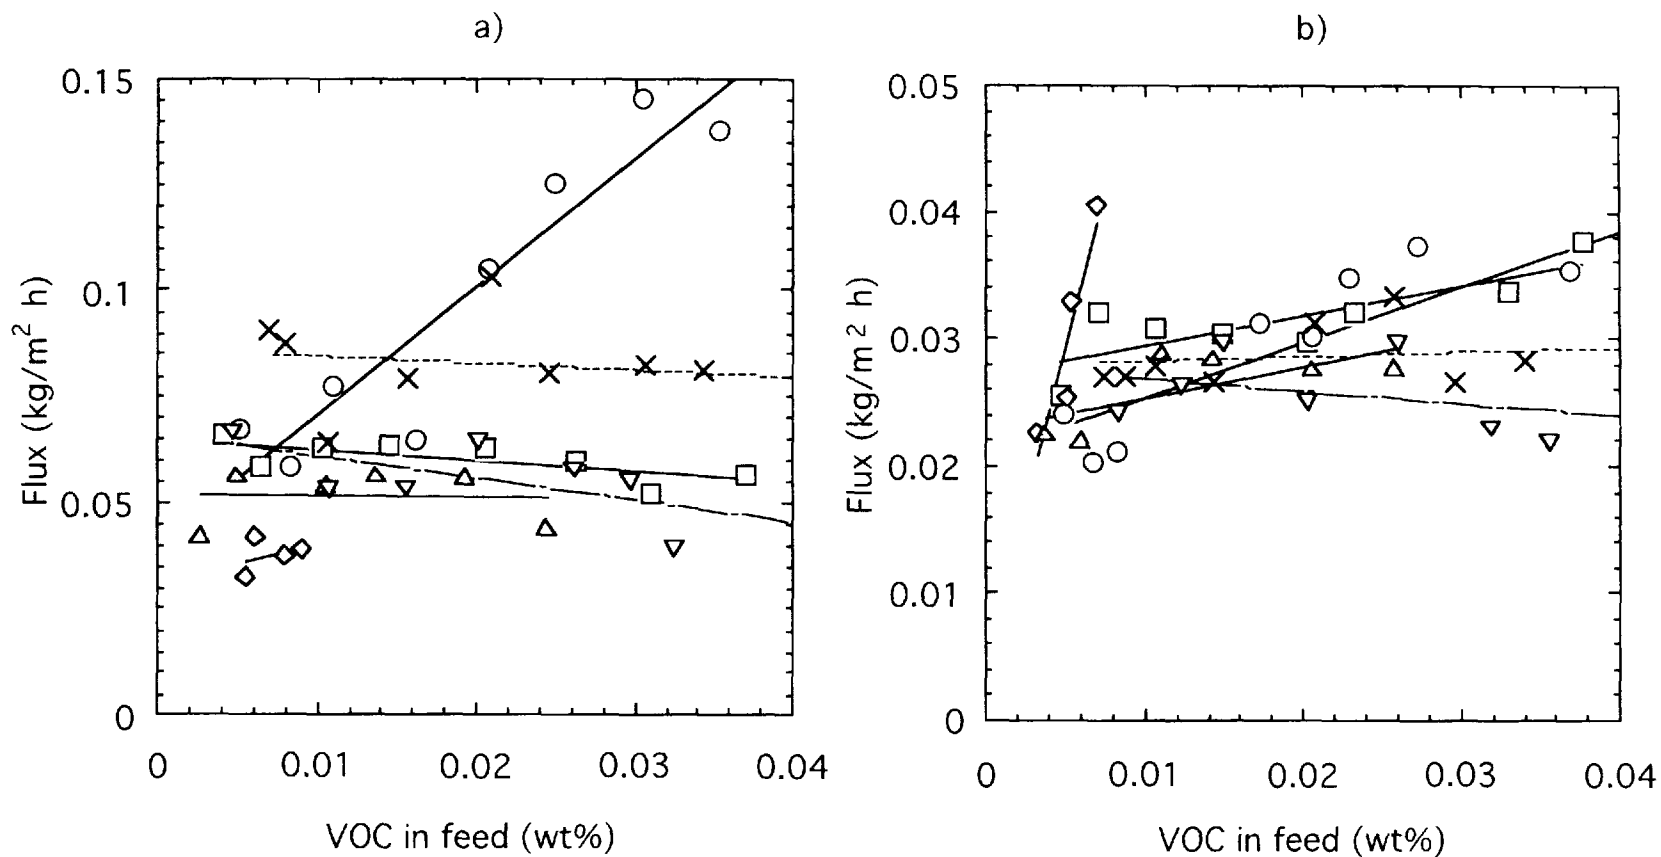 a)
0.15
0.1
0.05
0
Flux (kg/m² h)
0 0.01 0.02 0.03 0.04
VOC in feed (wt%)
b)
0.05
0.04
0.03
0.02
0.01
0
Flux (kg/m² h)
0 0.01 0.02 0.03 0.04
VOC in feed (wt%)